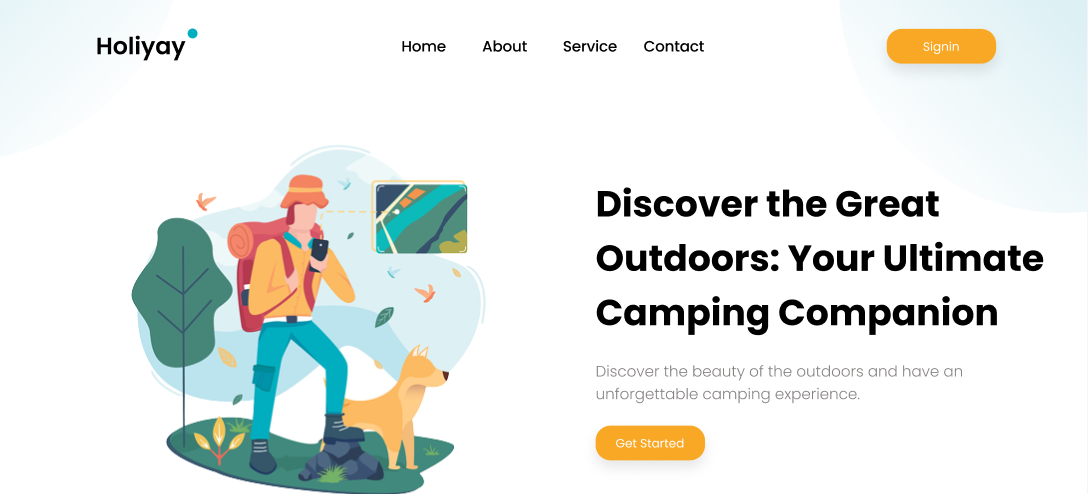 Holiyay
Home About Service Contact
Signin
Discover the Great
Outdoors: Your Ultimate
Camping Companion
Discover the beauty of the outdoors and have an
unforgettable camping experience.
Get Started